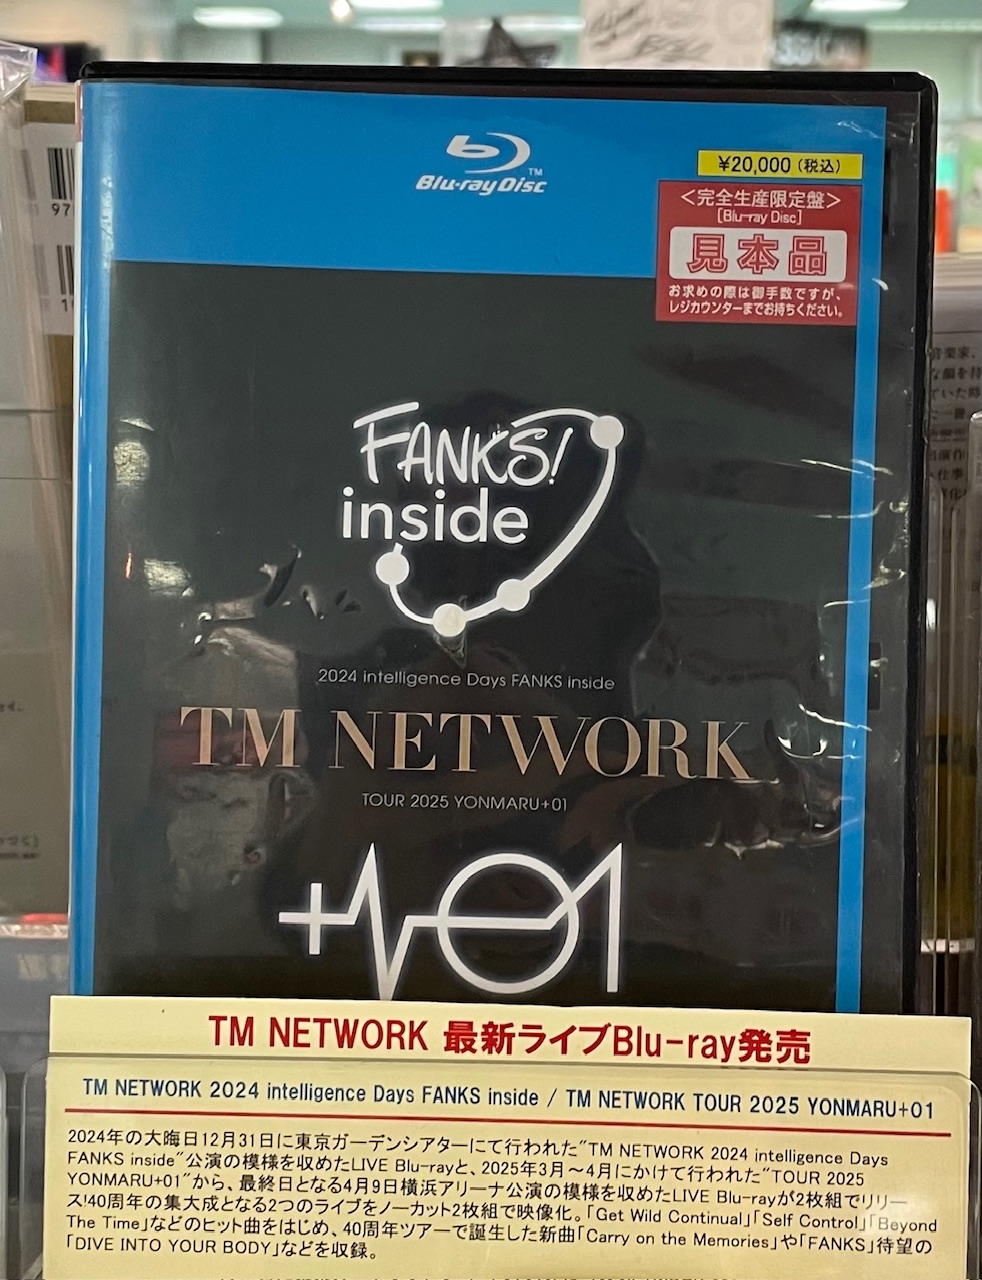 Blu-ray Disc™
¥20,000（税込）
＜完全生産限定盤＞
[Blu-ray Disc]
見本品
お求めの際は御手数ですが、
レジカウンターまでお持ちください。
FANKS!
inside
2024 intelligence Days FANKS inside
TM NETWORK
TOUR 2025 YONMARU+01
+01
TM NETWORK 最新ライブBlu-ray発売
TM NETWORK 2024 intelligence Days FANKS inside / TM NETWORK TOUR 2025 YONMARU+01
2024年の大晦日12月31日に東京ガーデンシアターにて行われた"TM NETWORK 2024 intelligence Days
FANKS inside"公演の模様を収めたLIVE Blu-rayと、2025年3月～4月にかけて行われた"TOUR 2025
YONMARU+01"から、最終日となる4月9日横浜アリーナ公演の模様を収めたLIVE Blu-rayが2枚組でリリー
ス!40周年の集大成となる2つのライブをノーカット2枚組で映像化。「Get Wild Continual」「Self Control」「Beyond
The Time」などのヒット曲をはじめ、40周年ツアーで誕生した新曲「Carry on the Memories」や「FANKS」待望の
「DIVE INTO YOUR BODY」などを収録。